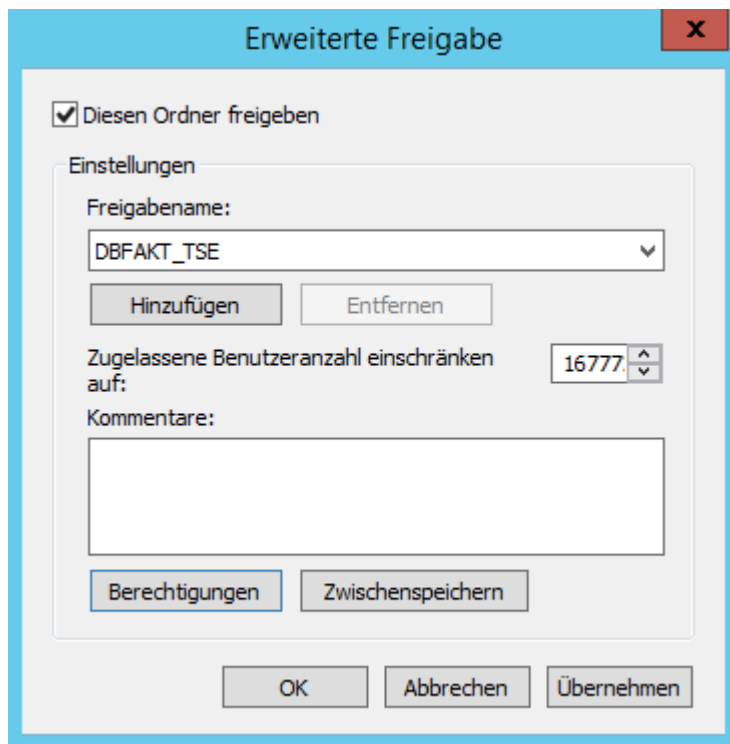 Erweiterte Freigabe
x
Diesen Ordner freigeben
Einstellungen
Freigabename:
DBFAKT_TSE
Hinzufügen
Entfernen
Zugelassene Benutzeranzahl einschränken
auf:
16777
Kommentare:
Berechtigungen
Zwischenspeichern
OK
Abbrechen
Übernehmen